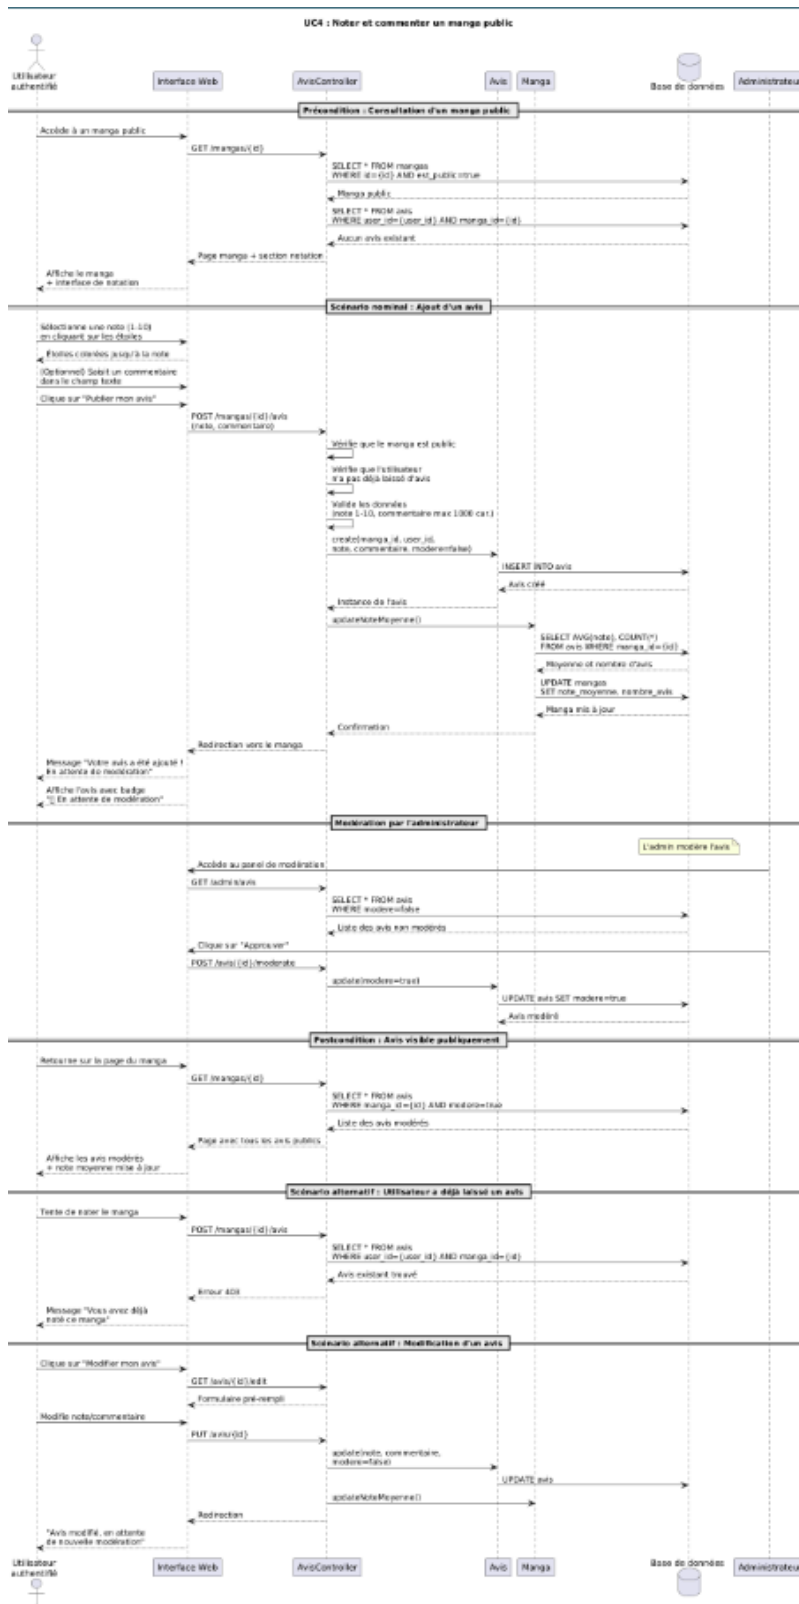 UC4 : Noter et commenter un manga public
Utilisateur
authentifié
Interface Web
AvisController
Avis
Manga
Base de données
Administrateur
Précondition : Consultation d'un manga public
Accède à un manga public
GET /mangas/{id}
SELECT * FROM mangas
WHERE id={id} AND est_public=true
Manga public
SELECT * FROM avis
WHERE user_id={user_id} AND manga_id={id}
Aucun avis existant
Page manga + section notation
Affiche le manga
+ interface de notation
Scénario nominal : Ajout d'un avis
Sélectionne une note (1-10)
en cliquant sur les étoiles
Étoiles colorées jusqu'à la note
(Optionnel) Saisit un commentaire
dans le champ texte
Clique sur "Publier mon avis"
POST /mangas/{id}/avis
(note, commentaire)
Vérifie que le manga est public
Vérifie que l'utilisateur
n'a pas déjà laissé d'avis
Valide les données
(note 1-10, commentaire max 1000 car.)
create(manga_id, user_id,
note, commentaire, modere=false)
INSERT INTO avis
Avis créé
Instance de l'avis
updateNoteMoyenne()
SELECT AVG(note), COUNT(*)
FROM avis WHERE manga_id={id}
Moyenne et nombre d'avis
UPDATE mangas
SET note_moyenne, nombre_avis
Manga mis à jour
Confirmation
Redirection vers le manga
Message "Votre avis a été ajouté !
En attente de modération"
Affiche l'avis avec badge
"▯ En attente de modération"
Modération par l'administrateur
L'admin modère l'avis
Accède au panel de modération
GET /admin/avis
SELECT * FROM avis
WHERE modere=false
Liste des avis non modérés
Clique sur "Approuver"
POST /avis/{id}/moderate
update(modere=true)
UPDATE avis SET modere=true
Avis modéré
Postcondition : Avis visible publiquement
Retourne sur la page du manga
GET /mangas/{id}
SELECT * FROM avis
WHERE manga_id={id} AND modere=true
Liste des avis modérés
Page avec tous les avis publics
Affiche les avis modérés
+ note moyenne mise à jour
Scénario alternatif : Utilisateur a déjà laissé un avis
Tente de noter le manga
POST /mangas/{id}/avis
SELECT * FROM avis
WHERE user_id={user_id} AND manga_id={id}
Avis existant trouvé
Erreur 403
Message "Vous avez déjà
noté ce manga"
Scénario alternatif : Modification d'un avis
Clique sur "Modifier mon avis"
GET /avis/{id}/edit
Formulaire pré-rempli
Modifie note/commentaire
PUT /avis/{id}
update(note, commentaire,
modere=false)
UPDATE avis
updateNoteMoyenne()
Redirection
"Avis modifié, en attente
de nouvelle modération"
Utilisateur
authentifié
Interface Web
AvisController
Avis
Manga
Base de données
Administrateur